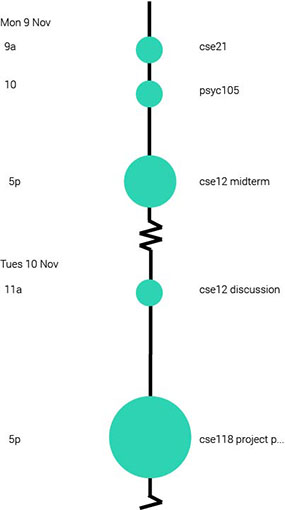 Mon 9 Nov
9a cse21
10 psyc105
5p cse12 midterm
Tues 10 Nov
11a cse12 discussion
5p cse118 project p...